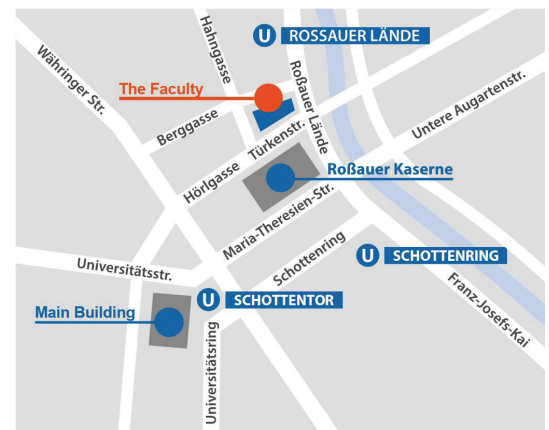 U ROSSAUER LÄNDE
Hahngasse
Währinger Str.
The Faculty
Roßauer Lände
Berggasse
Türkenstr.
Untere Augartenstr.
Hörlgasse
Roßauer Kaserne
Maria-Theresien-Str.
Schottenring
U SCHOTTENRING
Universitätsstr.
Franz-Josefs-Kai
U SCHOTTENTOR
Main Building
Universitätsring